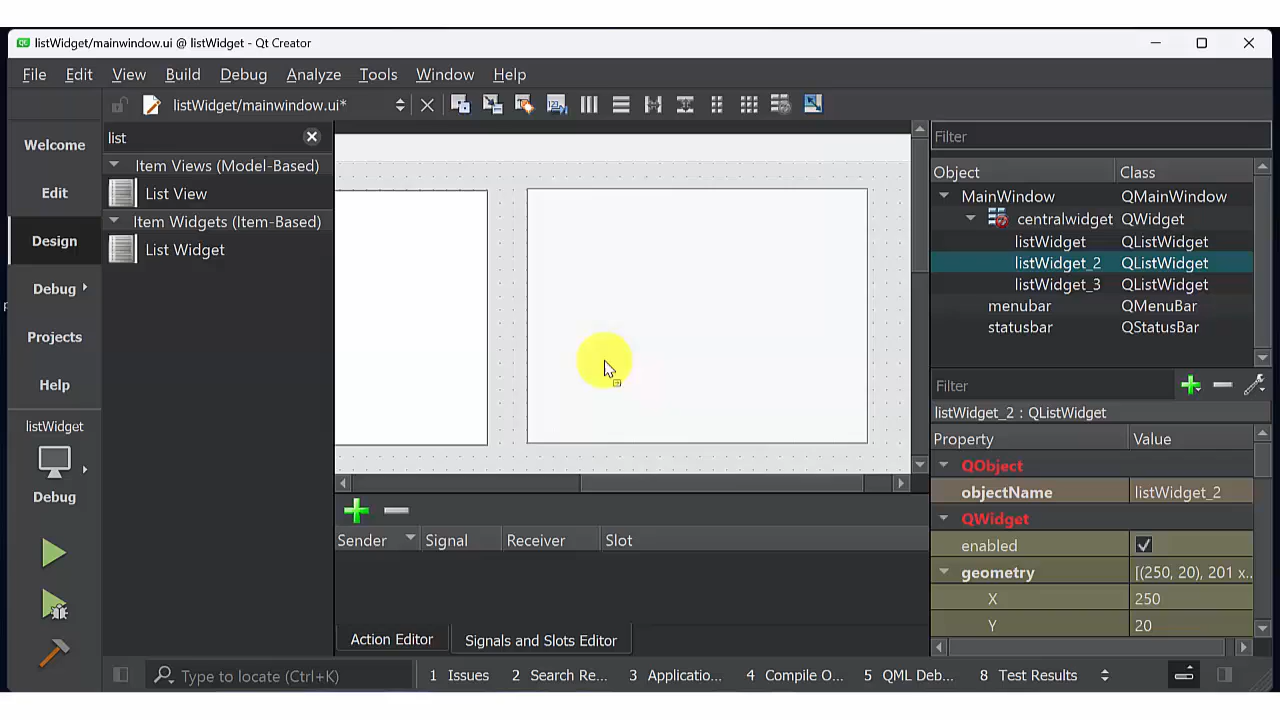 listWidget/mainwindow.ui @ listWidget - Qt Creator
File Edit View Build Debug Analyze Tools Window Help
listWidget/mainwindow.ui*
Welcome
Edit
Design
Debug
Projects
Help
listWidget
Debug
list
Item Views (Model-Based)
List View
Item Widgets (Item-Based)
List Widget
Sender Signal Receiver Slot
Action Editor Signals and Slots Editor
Filter
Object Class
MainWindow QMainWindow
centralwidget QWidget
listWidget QListWidget
listWidget_2 QListWidget
listWidget_3 QListWidget
menubar QMenuBar
statusbar QStatusBar
Filter
listWidget_2 : QListWidget
Property Value
QObject
objectName listWidget_2
QWidget
enabled
geometry [(250, 20), 201 x...
X 250
Y 20
Type to locate (Ctrl+K) 1 Issues 2 Search Re... 3 Applicatio... 4 Compile O... 5 QML Deb... 8 Test Results